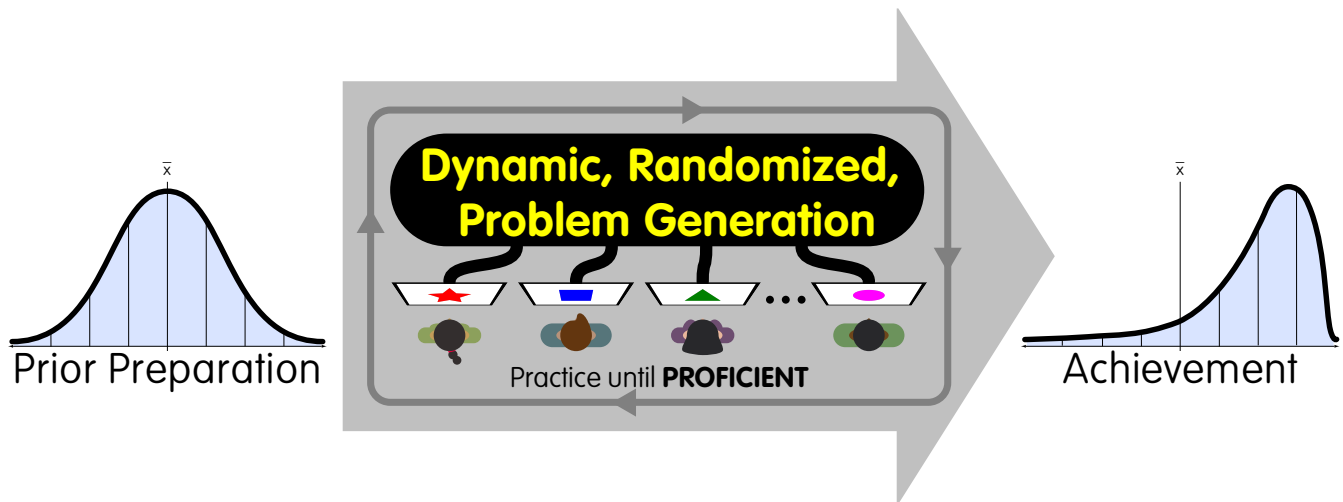 x̄
Prior Preparation
Dynamic, Randomized,
Problem Generation
Practice until PROFICIENT
x̄
Achievement